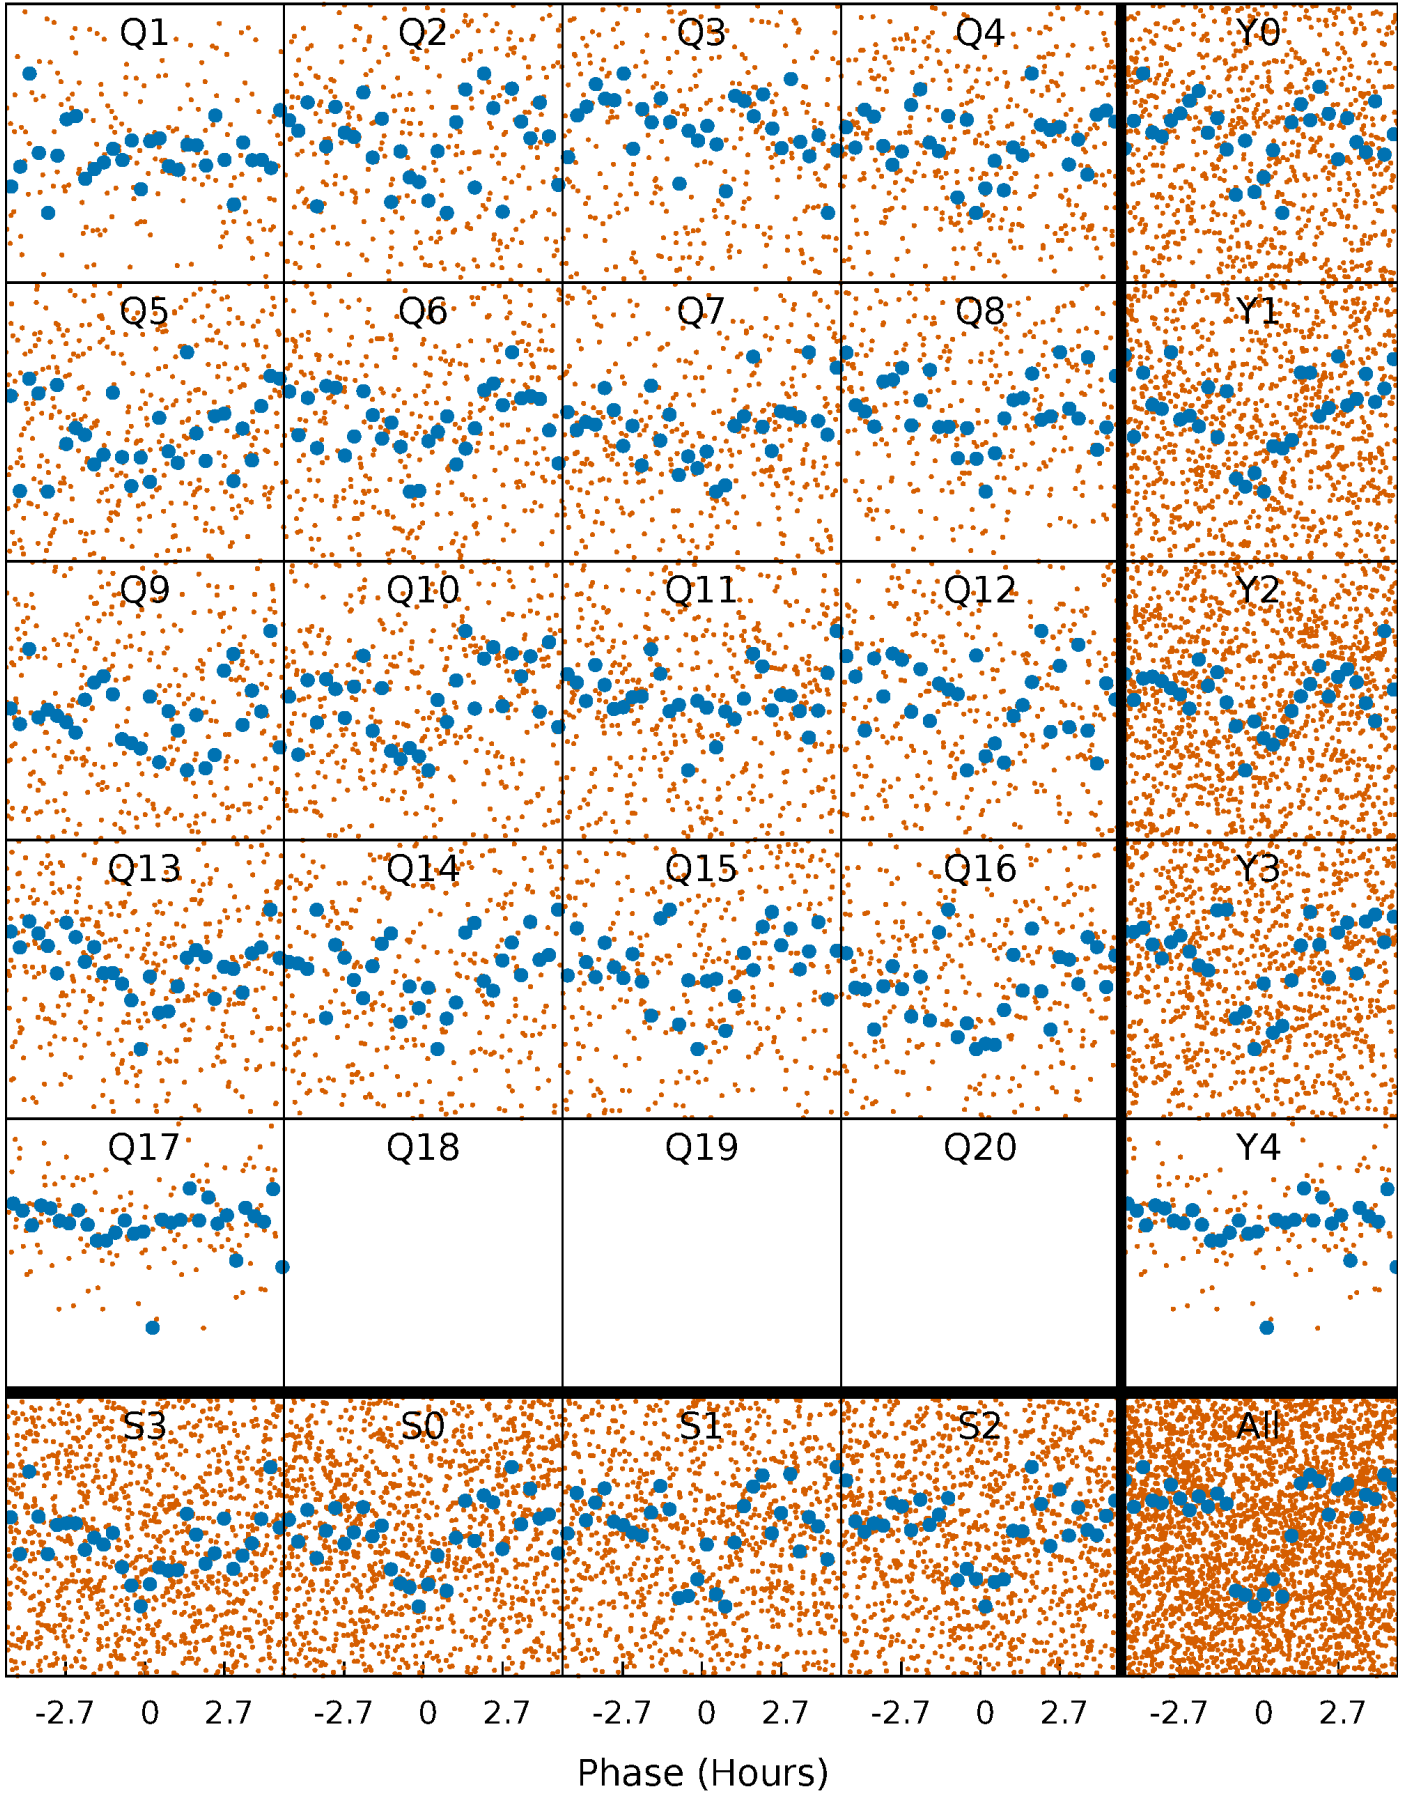 Q1 Q2 Q3 Q4 Y0
Q5 Q6 Q7 Q8 Y1
Q9 Q10 Q11 Q12 Y2
Q13 Q14 Q15 Q16 Y3
Q17 Q18 Q19 Q20 Y4
S3 S0 S1 S2 All
-2.7 0 2.7 -2.7 0 2.7 -2.7 0 2.7 -2.7 0 2.7 -2.7 0 2.7
Phase (Hours)